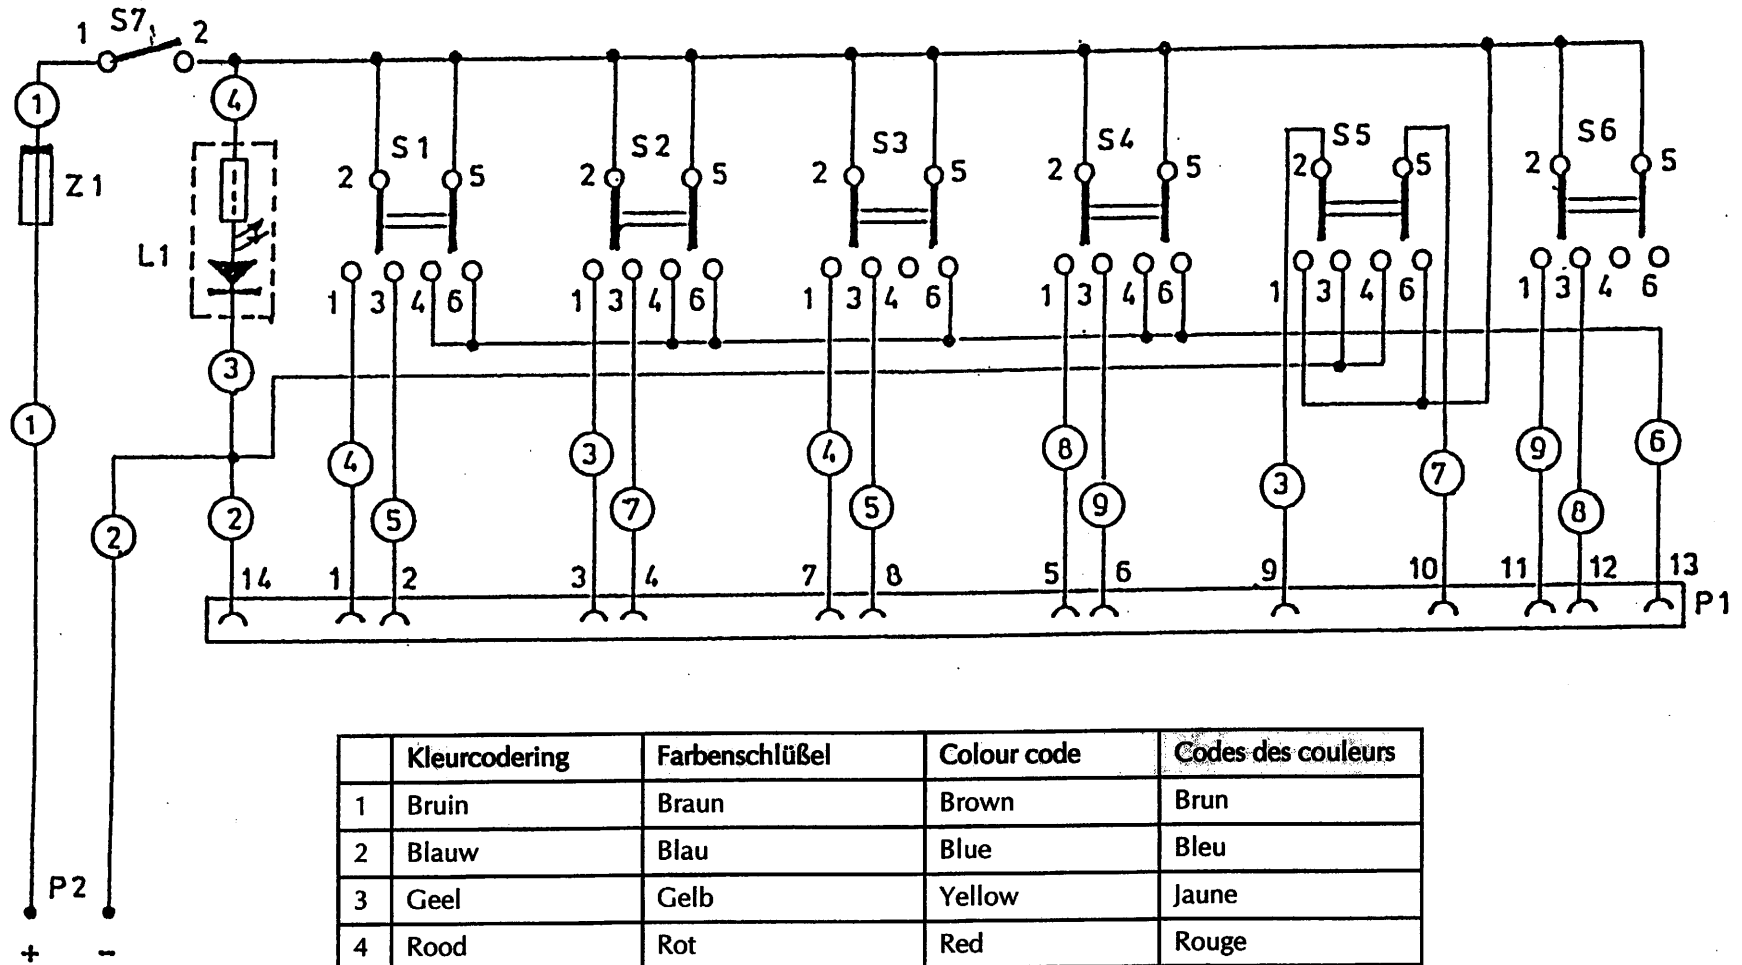 1 S7 2
1 4
S1 S2 S3 S4 S5 S6
2 5 2 5 2 5 2 5 2 5 2 5
Z1
L1
1 3 4 6 1 3 4 6 1 3 4 6 1 3 4 6 1 3 4 6 1 3 4 6
3
1 4 3 4 8 3 7 9 6
2 2 5 7 5 9 8
14 1 2 3 4 7 8 5 6 9 10 11 12 13
P1
Kleurcodering Farbenschlüßel Colour code Codes des couleurs
1 Bruin Braun Brown Brun
2 Blauw Blau Blue Bleu
3 Geel Gelb Yellow Jaune
4 Rood Rot Red Rouge
P2
+ -